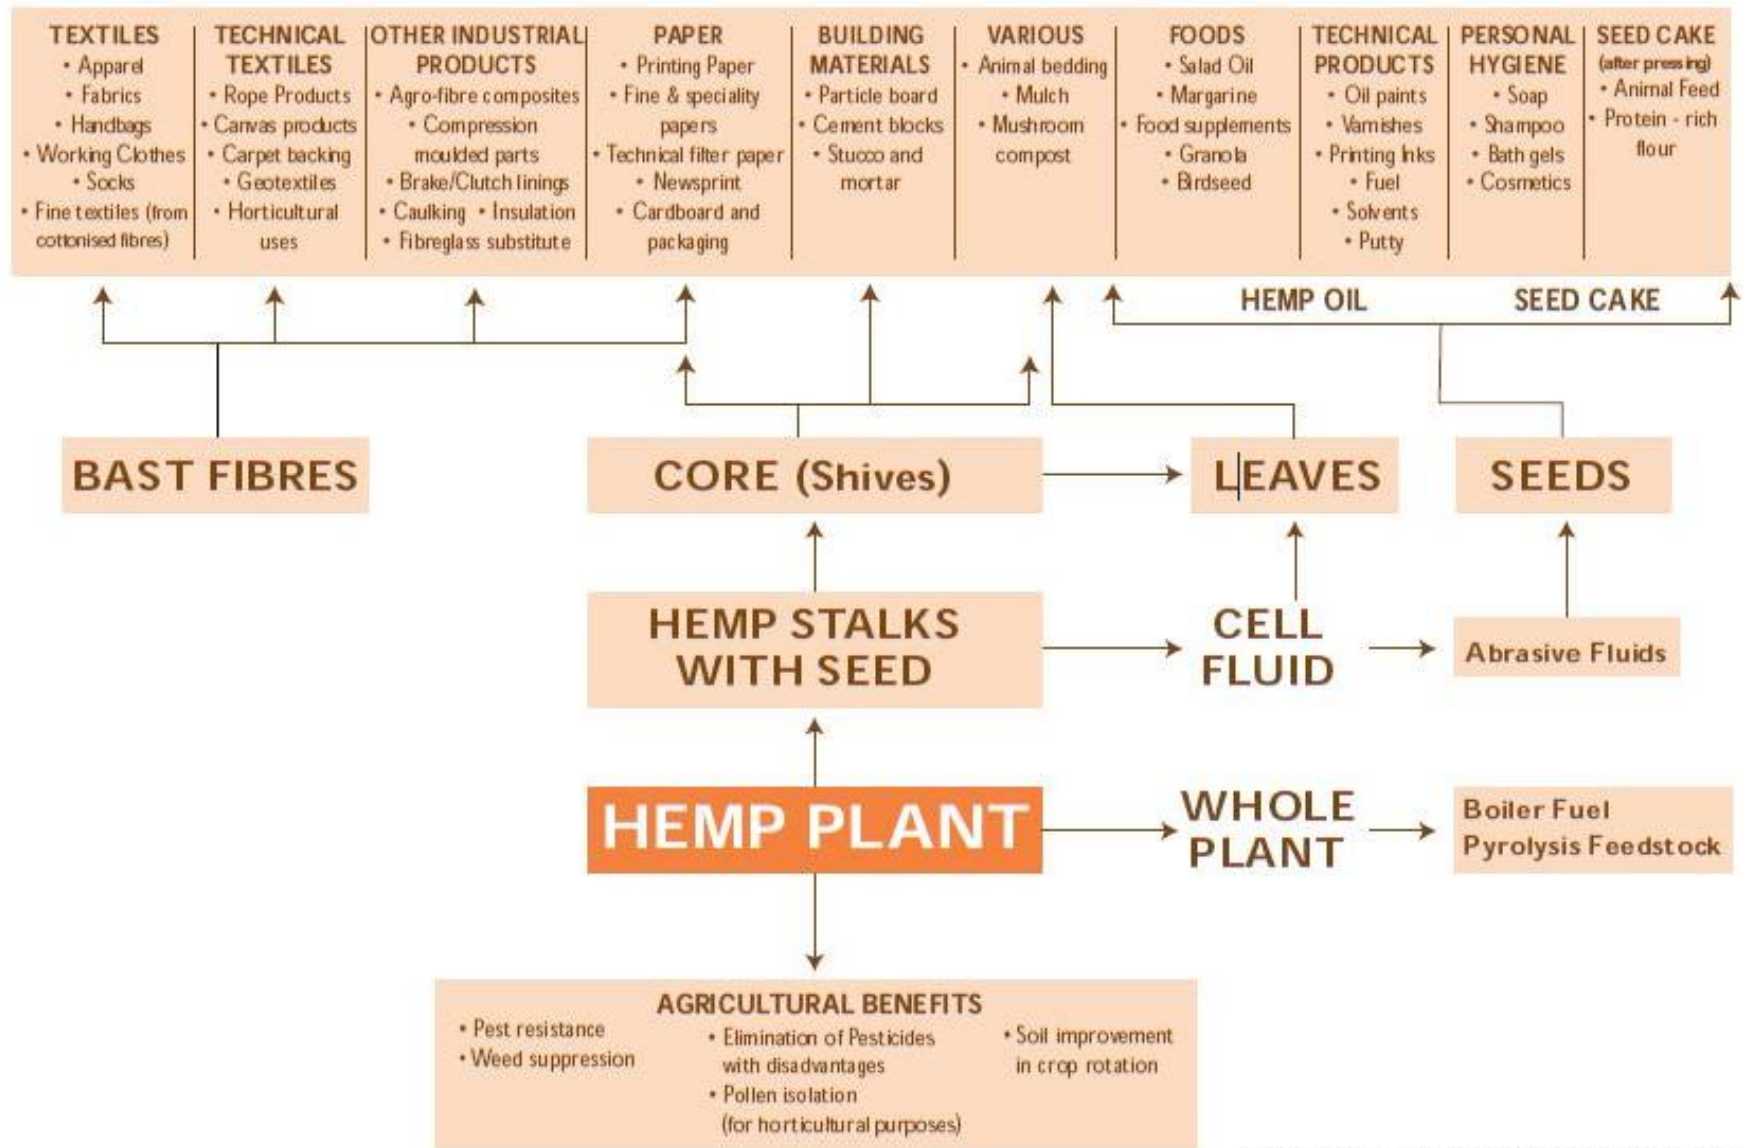 TEXTILES
• Apparel
• Fabrics
• Handbags
• Working Clothes
• Socks
• Fine textiles (from
cottonised fibres)
TECHNICAL
TEXTILES
• Rope Products
• Canvas products
• Carpet backing
• Geotextiles
• Horticultural
uses
OTHER INDUSTRIAL
PRODUCTS
• Agro-fibre composites
• Compression
moulded parts
• Brake/Clutch linings
• Caulking • Insulation
• Fibreglass substitute
PAPER
• Printing Paper
• Fine & speciality
papers
• Technical filter paper
• Newsprint
• Cardboard and
packaging
BUILDING
MATERIALS
• Particle board
• Cement blocks
• Stucco and
mortar
VARIOUS
• Animal bedding
• Mulch
• Mushroom
compost
FOODS
• Salad Oil
• Margarine
• Food supplements
• Granola
• Birdseed
TECHNICAL
PRODUCTS
• Oil paints
• Varnishes
• Printing Inks
• Fuel
• Solvents
• Putty
PERSONAL
HYGIENE
• Soap
• Shampoo
• Bath gels
• Cosmetics
SEED CAKE
(after pressing)
• Animal Feed
• Protein - rich
flour
HEMP OIL
SEED CAKE
BAST FIBRES
CORE (Shives)
LEAVES
SEEDS
HEMP STALKS
WITH SEED
CELL
FLUID
Abrasive Fluids
HEMP PLANT
WHOLE
PLANT
Boiler Fuel
Pyrolysis Feedstock
AGRICULTURAL BENEFITS
• Pest resistance
• Weed suppression
• Elimination of Pesticides
with disadvantages
• Pollen isolation
(for horticultural purposes)
• Soil improvement
in crop rotation